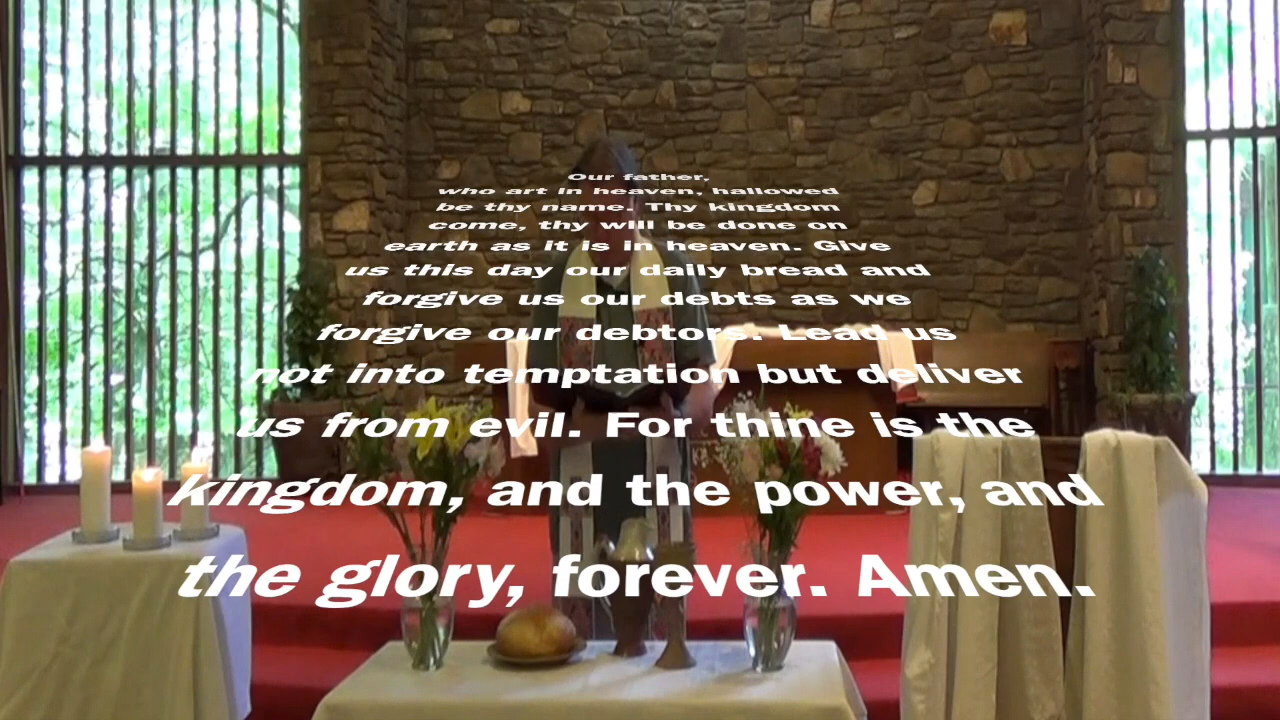 Our father,
who art in heaven, hallowed
be thy name. Thy kingdom
come, thy will be done on
earth as it is in heaven. Give
us this day our daily bread and
forgive us our debts as we
forgive our debtors. Lead us
not into temptation but deliver
us from evil. For thine is the
kingdom, and the power, and
the glory, forever. Amen.